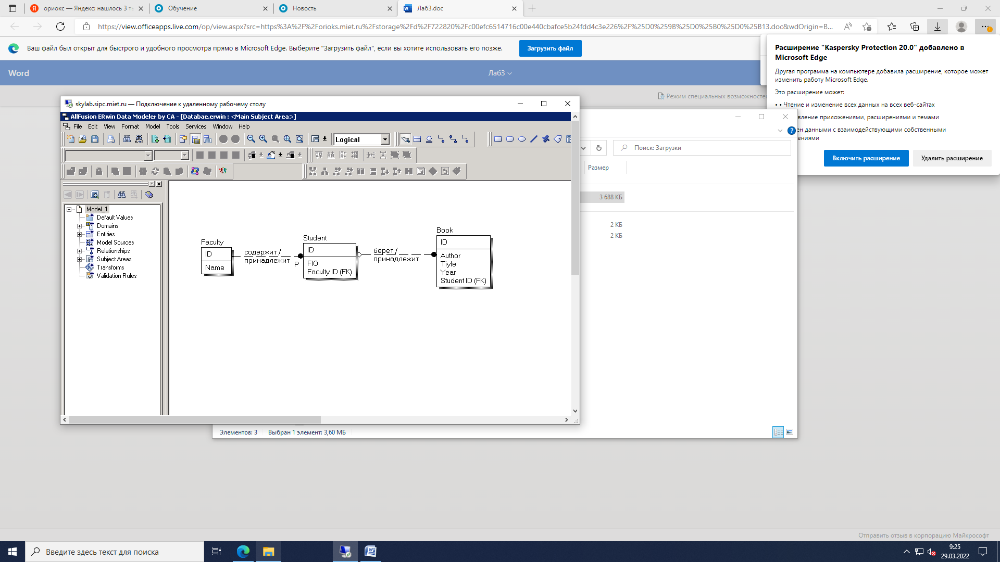 ориокс — Яндекс: нашлось 3 ть
Обучение
Новость
Лаб3.doc
https://view.officeapps.live.com/op/view.aspx?src=https%3A%2F%2Forioks.miet.ru%2Fstorage%2Fd%2F722820%2Fc00efc6514716c00e440cbafce5b24fdd4c3e226%2F%25D0%259B%25D0%25B0%25D0%25B13.doc&wdOrigin=B...
Ваш файл был открыт для быстрого и удобного просмотра прямо в Microsoft Edge. Выберите "Загрузить файл", если вы хотите использовать его позже.
Загрузить файл
Word
Лаб3
Режим специальных возможностей
Расширение "Kaspersky Protection 20.0" добавлено в
Microsoft Edge
Другая программа на компьютере добавила расширение, которое может
изменить работу Microsoft Edge.
Это расширение может:
• • Чтение и изменение всех данных на всех веб-сайтах
вление приложениями, расширениями и темами
ен данными с взаимодействующими собственными
ениями
Включить расширение
Удалить расширение
skylab.sipc.miet.ru — Подключение к удаленному рабочему столу
AllFusion ERwin Data Modeler by CA - [Databae.erwin : <Main Subject Area>]
File Edit View Format Model Tools Services Window Help
Logical
Model_1
Default Values
Domains
Entities
Model Sources
Relationships
Subject Areas
Transforms
Validation Rules
Faculty
ID
Name
содержит /
принадлежит
P
Student
ID
FIO
Faculty ID (FK)
берет /
принадлежит
Book
ID
Author
Tiyle
Year
Student ID (FK)
Поиск: Загрузки
Размер
3 688 КБ
2 КБ
2 КБ
Элементов: 3
Выбран 1 элемент: 3,60 МБ
Отправить отзыв в корпорацию Майкрософт
Введите здесь текст для поиска
9:25
29.03.2022